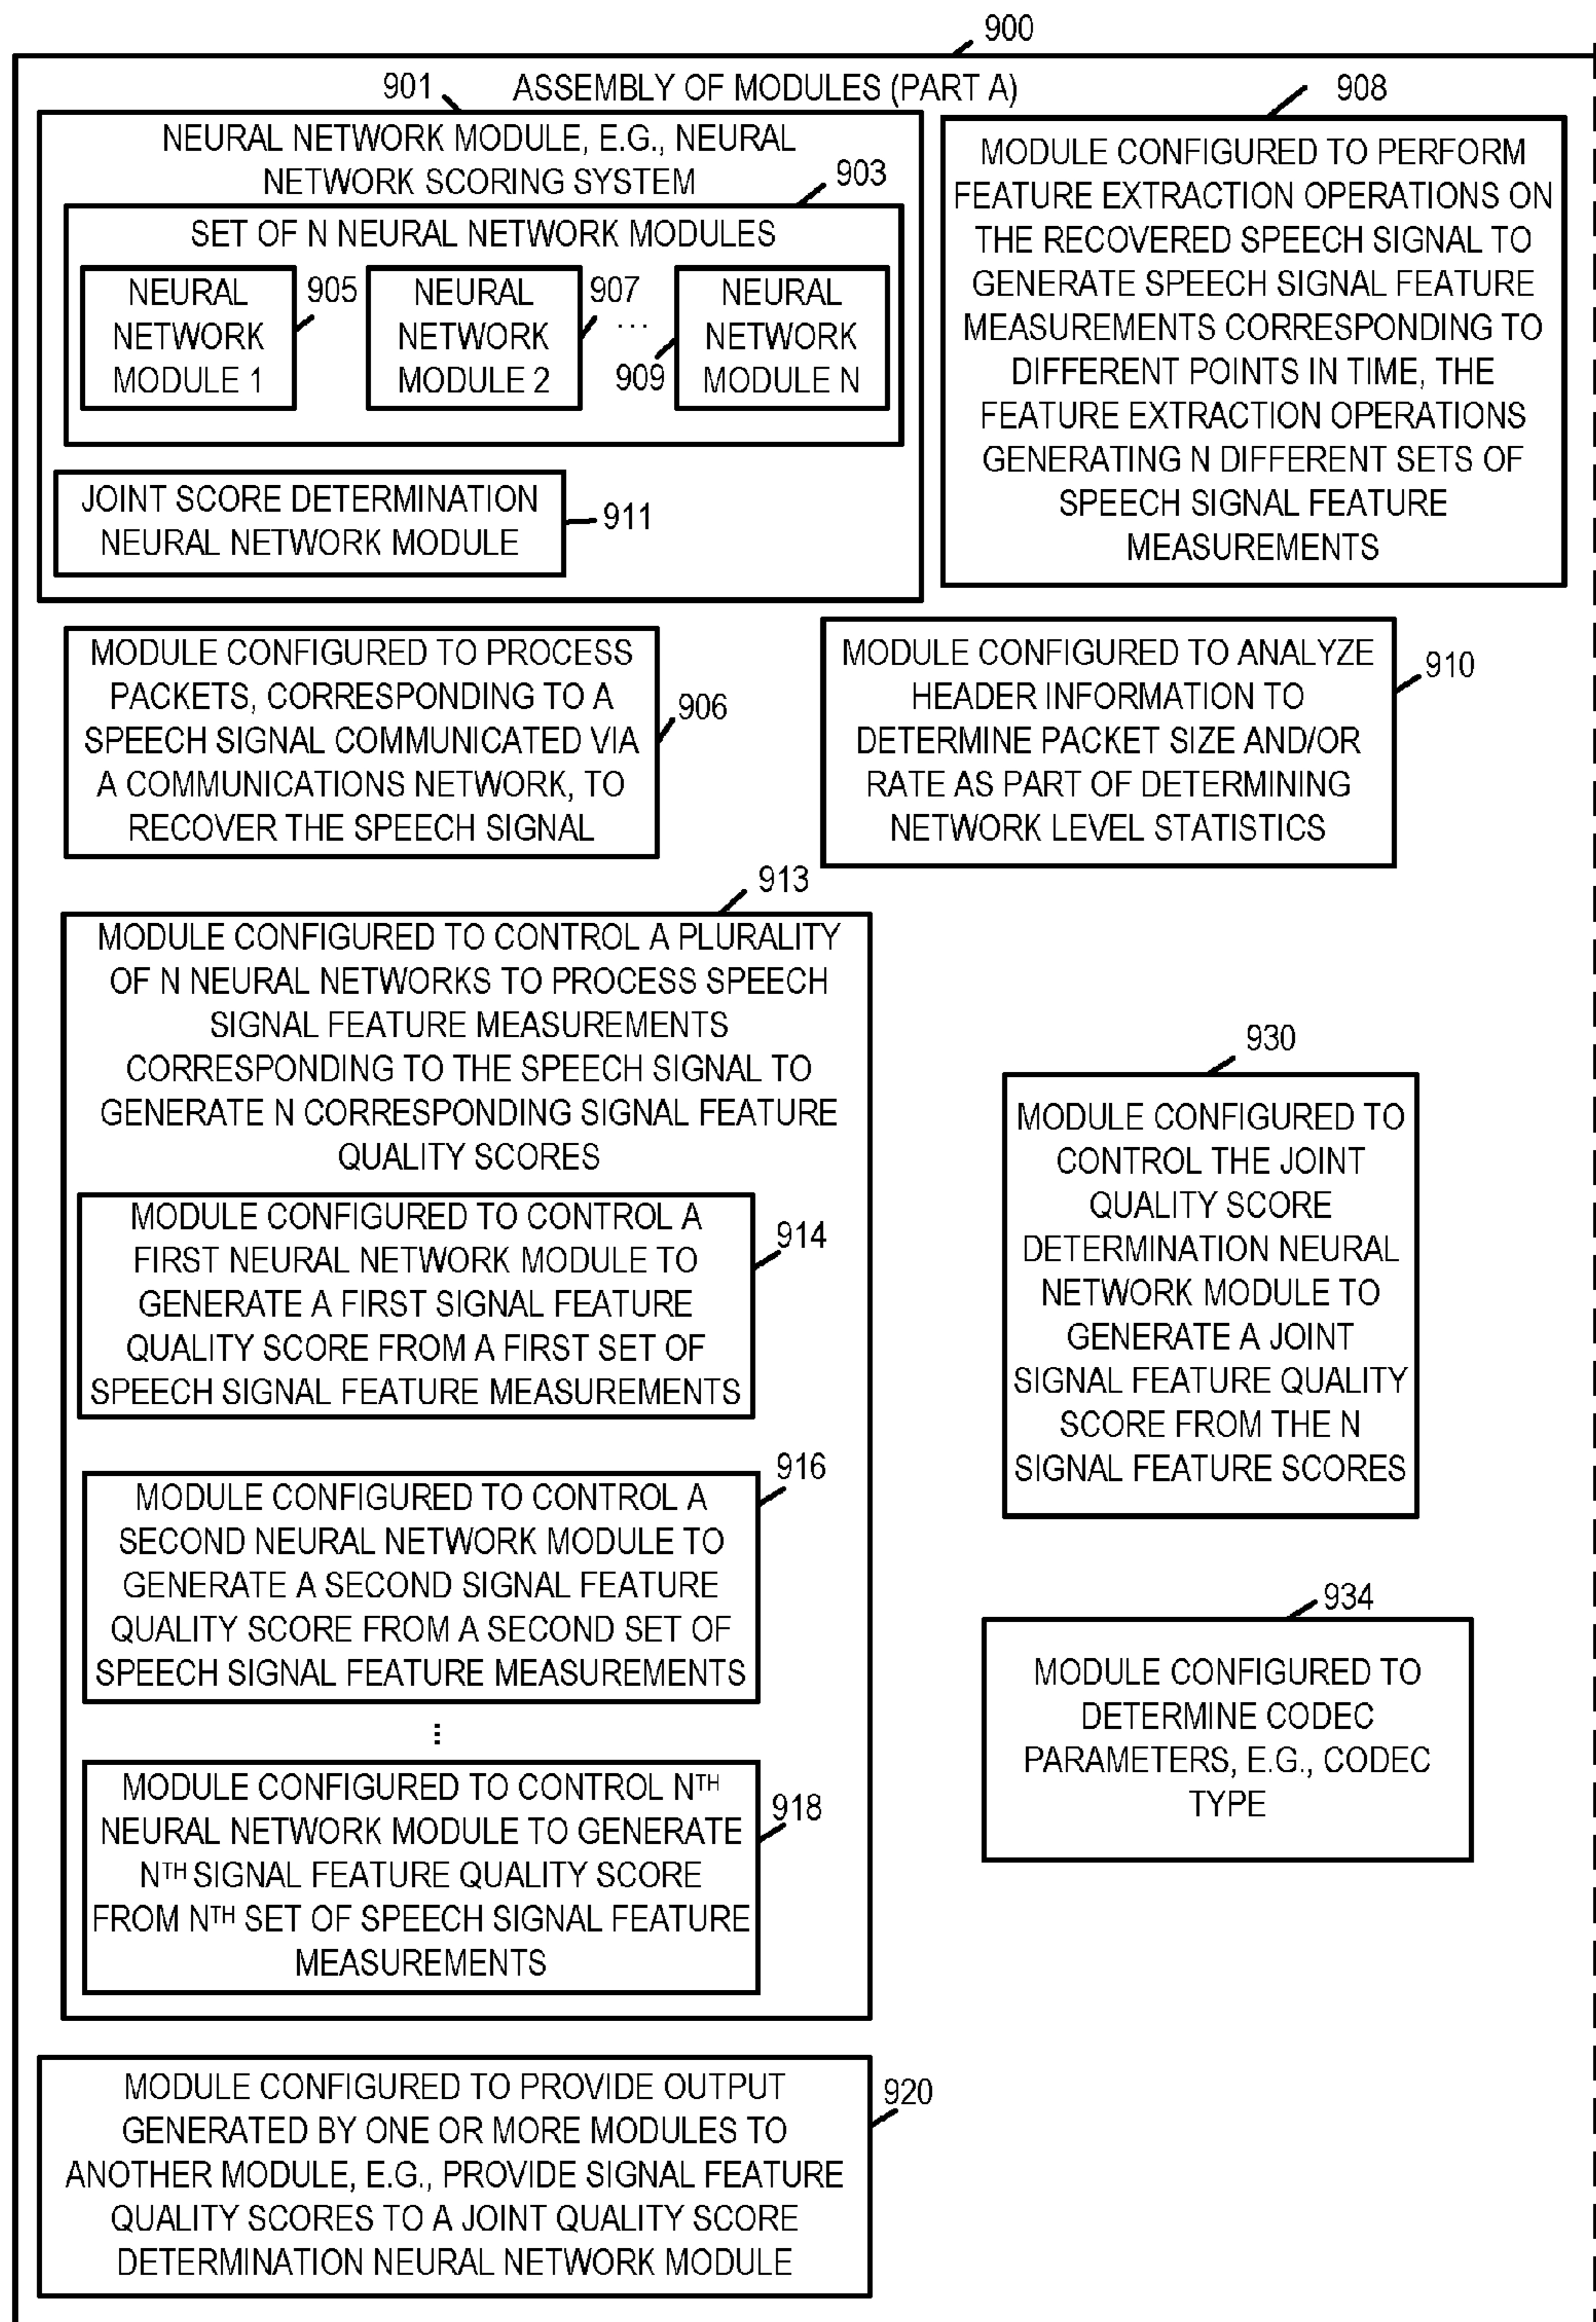 900
901 ASSEMBLY OF MODULES (PART A)
NEURAL NETWORK MODULE, E.G., NEURAL
NETWORK SCORING SYSTEM
903
SET OF N NEURAL NETWORK MODULES
NEURAL
NETWORK
MODULE 1
905
NEURAL
NETWORK
MODULE 2
907
...
909
NEURAL
NETWORK
MODULE N
JOINT SCORE DETERMINATION
NEURAL NETWORK MODULE
911
908
MODULE CONFIGURED TO PERFORM
FEATURE EXTRACTION OPERATIONS ON
THE RECOVERED SPEECH SIGNAL TO
GENERATE SPEECH SIGNAL FEATURE
MEASUREMENTS CORRESPONDING TO
DIFFERENT POINTS IN TIME, THE
FEATURE EXTRACTION OPERATIONS
GENERATING N DIFFERENT SETS OF
SPEECH SIGNAL FEATURE
MEASUREMENTS
MODULE CONFIGURED TO PROCESS
PACKETS, CORRESPONDING TO A
SPEECH SIGNAL COMMUNICATED VIA
A COMMUNICATIONS NETWORK, TO
RECOVER THE SPEECH SIGNAL
906
MODULE CONFIGURED TO ANALYZE
HEADER INFORMATION TO
DETERMINE PACKET SIZE AND/OR
RATE AS PART OF DETERMINING
NETWORK LEVEL STATISTICS
910
913
MODULE CONFIGURED TO CONTROL A PLURALITY
OF N NEURAL NETWORKS TO PROCESS SPEECH
SIGNAL FEATURE MEASUREMENTS
CORRESPONDING TO THE SPEECH SIGNAL TO
GENERATE N CORRESPONDING SIGNAL FEATURE
QUALITY SCORES
MODULE CONFIGURED TO CONTROL A
FIRST NEURAL NETWORK MODULE TO
GENERATE A FIRST SIGNAL FEATURE
QUALITY SCORE FROM A FIRST SET OF
SPEECH SIGNAL FEATURE MEASUREMENTS
914
MODULE CONFIGURED TO CONTROL A
SECOND NEURAL NETWORK MODULE TO
GENERATE A SECOND SIGNAL FEATURE
QUALITY SCORE FROM A SECOND SET OF
SPEECH SIGNAL FEATURE MEASUREMENTS
916
⋮
MODULE CONFIGURED TO CONTROL NTH
NEURAL NETWORK MODULE TO GENERATE
NTH SIGNAL FEATURE QUALITY SCORE
FROM NTH SET OF SPEECH SIGNAL FEATURE
MEASUREMENTS
918
930
MODULE CONFIGURED TO
CONTROL THE JOINT
QUALITY SCORE
DETERMINATION NEURAL
NETWORK MODULE TO
GENERATE A JOINT
SIGNAL FEATURE QUALITY
SCORE FROM THE N
SIGNAL FEATURE SCORES
934
MODULE CONFIGURED TO
DETERMINE CODEC
PARAMETERS, E.G., CODEC
TYPE
MODULE CONFIGURED TO PROVIDE OUTPUT
GENERATED BY ONE OR MORE MODULES TO
ANOTHER MODULE, E.G., PROVIDE SIGNAL FEATURE
QUALITY SCORES TO A JOINT QUALITY SCORE
DETERMINATION NEURAL NETWORK MODULE
920